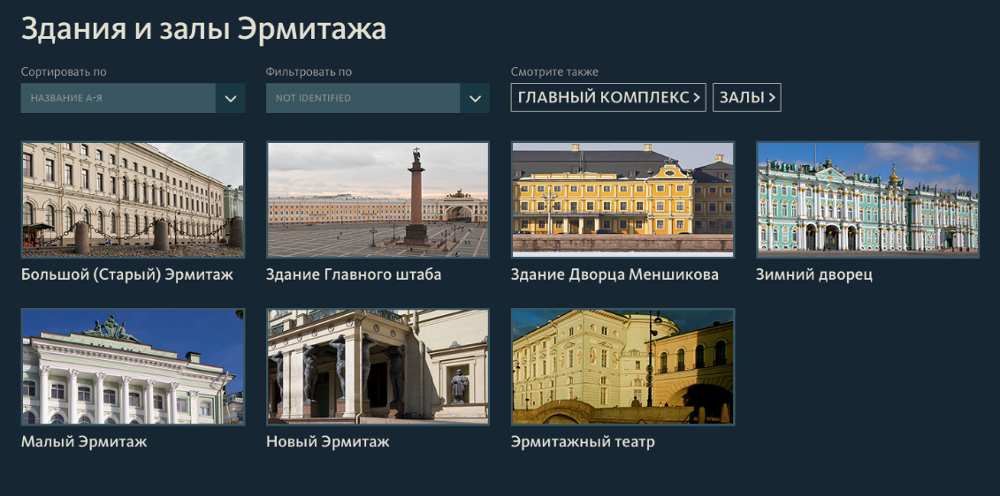 Здания и залы Эрмитажа
Сортировать по
Фильтровать по
Смотрите также
НАЗВАНИЕ А-Я
NOT IDENTIFIED
ГЛАВНЫЙ КОМПЛЕКС >
ЗАЛЫ >
Большой (Старый) Эрмитаж
Здание Главного штаба
Здание Дворца Меншикова
Зимний дворец
Малый Эрмитаж
Новый Эрмитаж
Эрмитажный театр